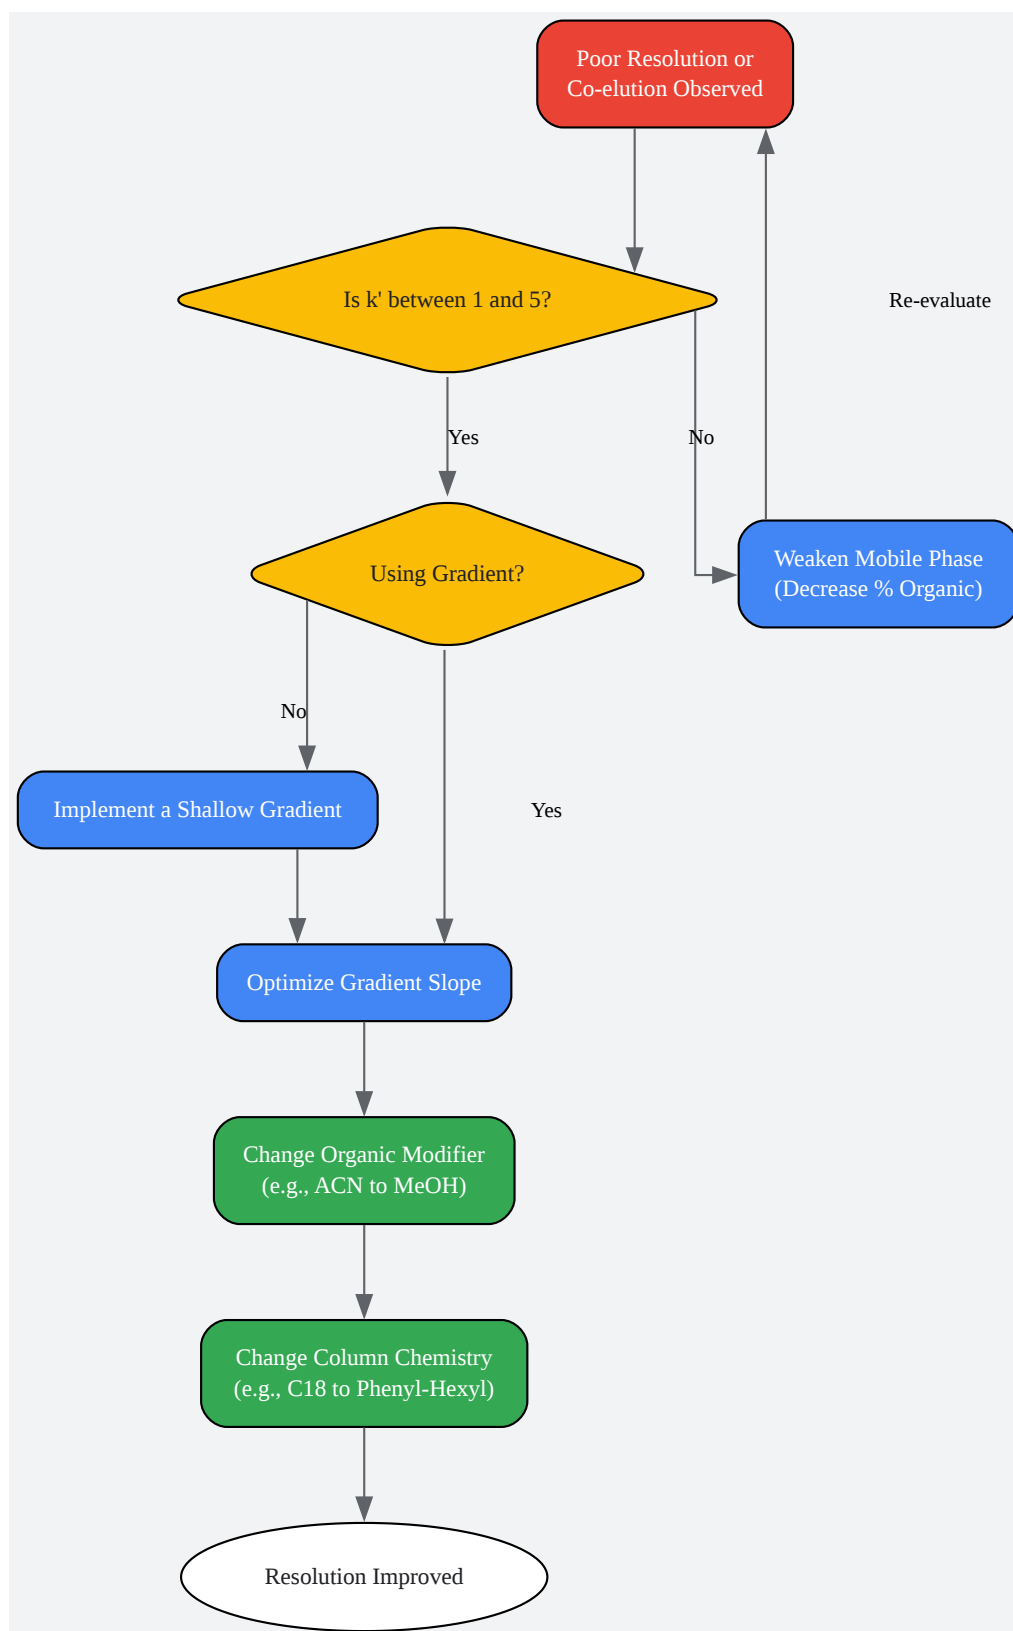 Poor Resolution or
Co-elution Observed
Is k' between 1 and 5?
Re-evaluate
Yes
No
Using Gradient?
Weaken Mobile Phase
(Decrease % Organic)
No
Implement a Shallow Gradient
Yes
Optimize Gradient Slope
Change Organic Modifier
(e.g., ACN to MeOH)
Change Column Chemistry
(e.g., C18 to Phenyl-Hexyl)
Resolution Improved